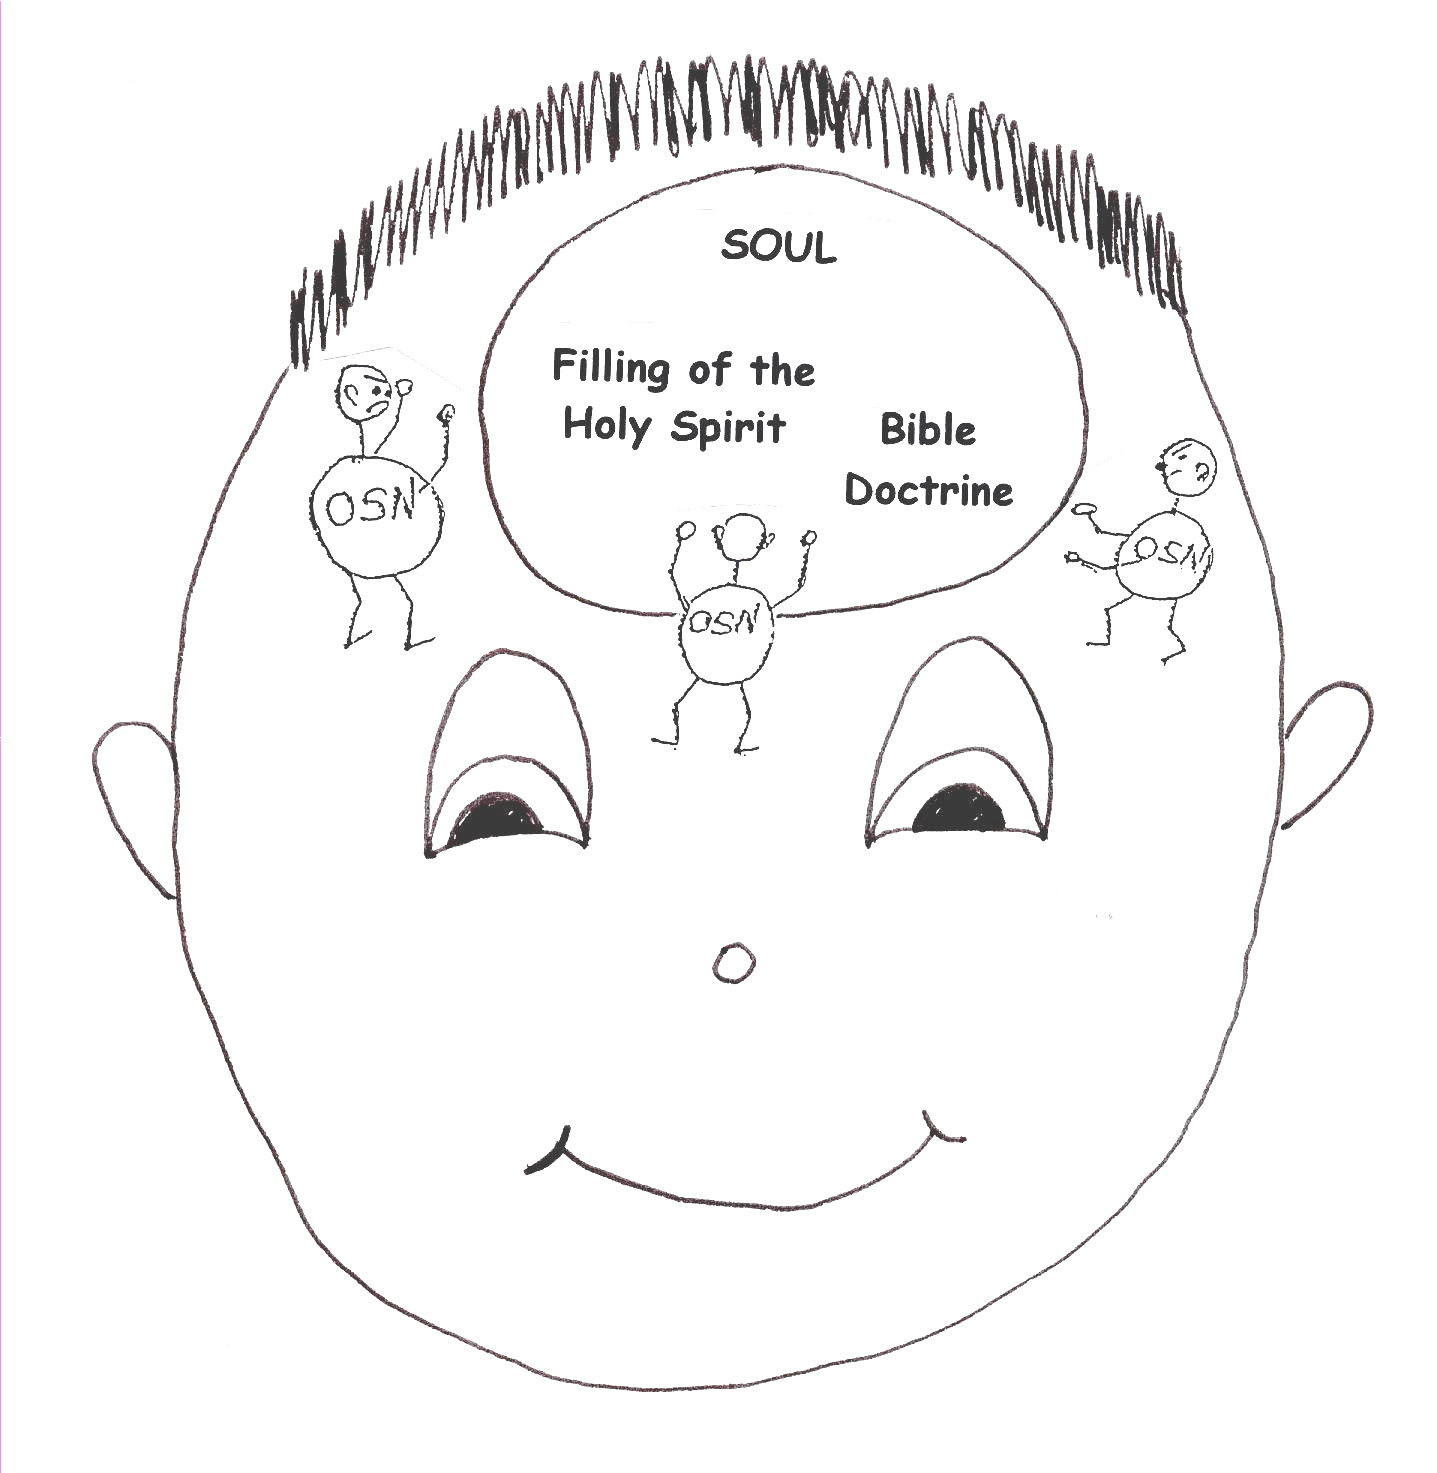 SOUL
Filling of the
Holy Spirit
Bible
Doctrine
OSN
OSN
OSN